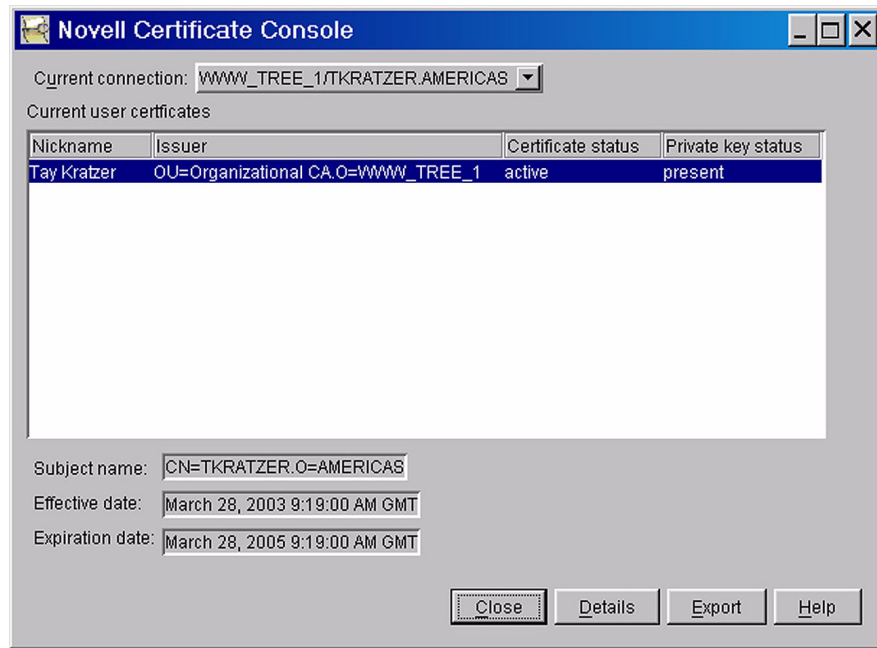 Novell Certificate Console
Current connection: WWW_TREE_1/TKRATZER.AMERICAS
Current user certficates
Nickname Issuer Certificate status Private key status
Tay Kratzer OU=Organizational CA.O=WWW_TREE_1 active present
Subject name: CN=TKRATZER.O=AMERICAS
Effective date: March 28, 2003 9:19:00 AM GMT
Expiration date: March 28, 2005 9:19:00 AM GMT
Close Details Export Help